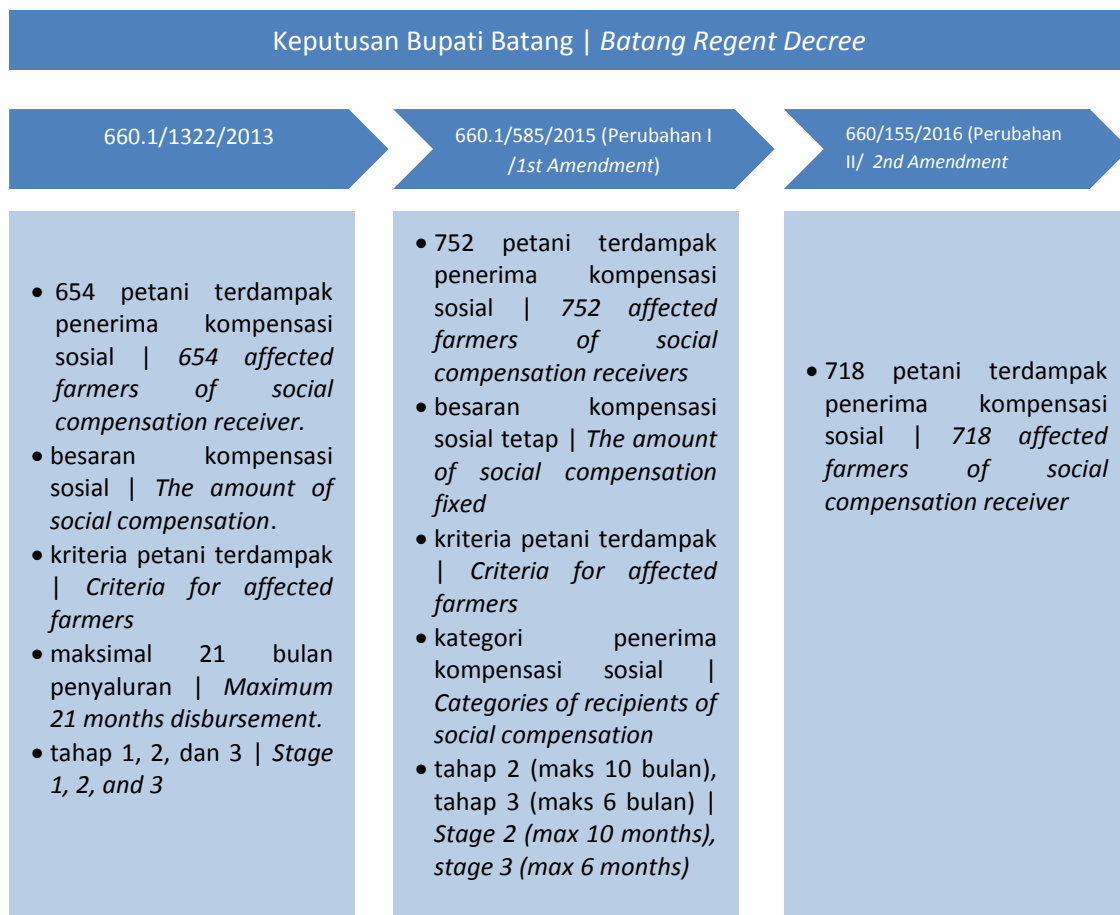 Keputusan Bupati Batang | Batang Regent Decree
660.1/1322/2013
660.1/585/2015 (Perubahan I
/1st Amendment)
660/155/2016 (Perubahan
II/ 2nd Amendment
• 654 petani terdampak
penerima kompensasi
sosial | 654 affected
farmers of social
compensation receiver.
• besaran kompensasi
sosial | The amount of
social compensation.
• kriteria petani terdampak
| Criteria for affected
farmers
• maksimal 21 bulan
penyaluran | Maximum
21 months disbursement.
• tahap 1, 2, dan 3 | Stage
1, 2, and 3
• 752 petani terdampak
penerima kompensasi
sosial | 752 affected
farmers of social
compensation receivers
• besaran kompensasi
sosial tetap | The amount
of social compensation
fixed
• kriteria petani terdampak
| Criteria for affected
farmers
• kategori penerima
kompensasi sosial |
Categories of recipients of
social compensation
• tahap 2 (maks 10 bulan),
tahap 3 (maks 6 bulan) |
Stage 2 (max 10 months),
stage 3 (max 6 months)
• 718 petani terdampak
penerima kompensasi
sosial | 718 affected
farmers of social
compensation receiver